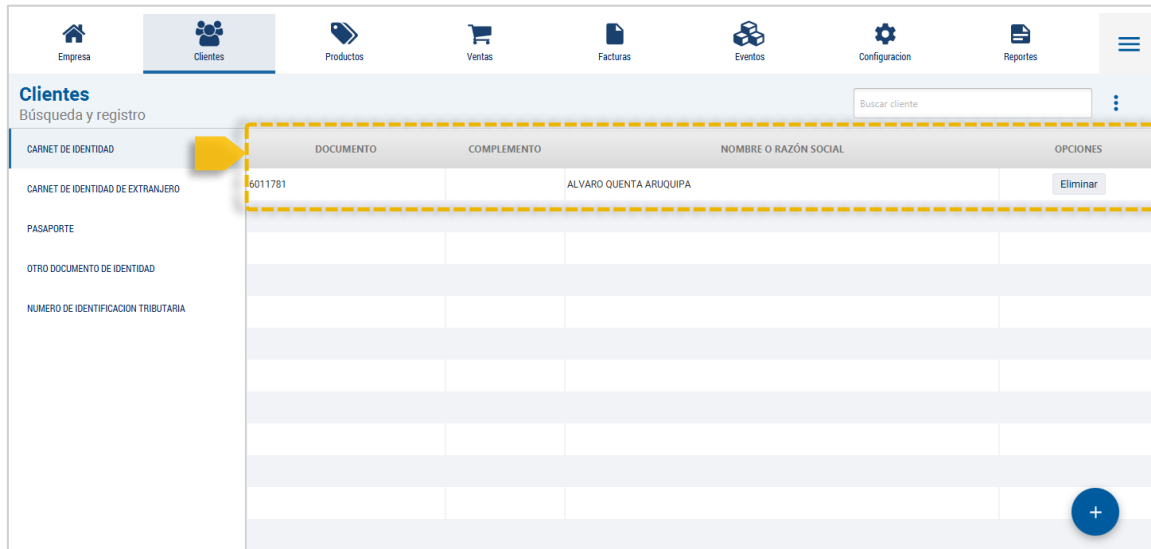 Empresa
Clientes
Productos
Ventas
Facturas
Eventos
Configuracion
Reportes
Clientes
Búsqueda y registro
Buscar cliente
CARNET DE IDENTIDAD
CARNET DE IDENTIDAD DE EXTRANJERO
PASAPORTE
OTRO DOCUMENTO DE IDENTIDAD
NUMERO DE IDENTIFICACION TRIBUTARIA
DOCUMENTO COMPLEMENTO NOMBRE O RAZÓN SOCIAL OPCIONES
6011781 ALVARO QUENTA ARUQUIPA Eliminar
+